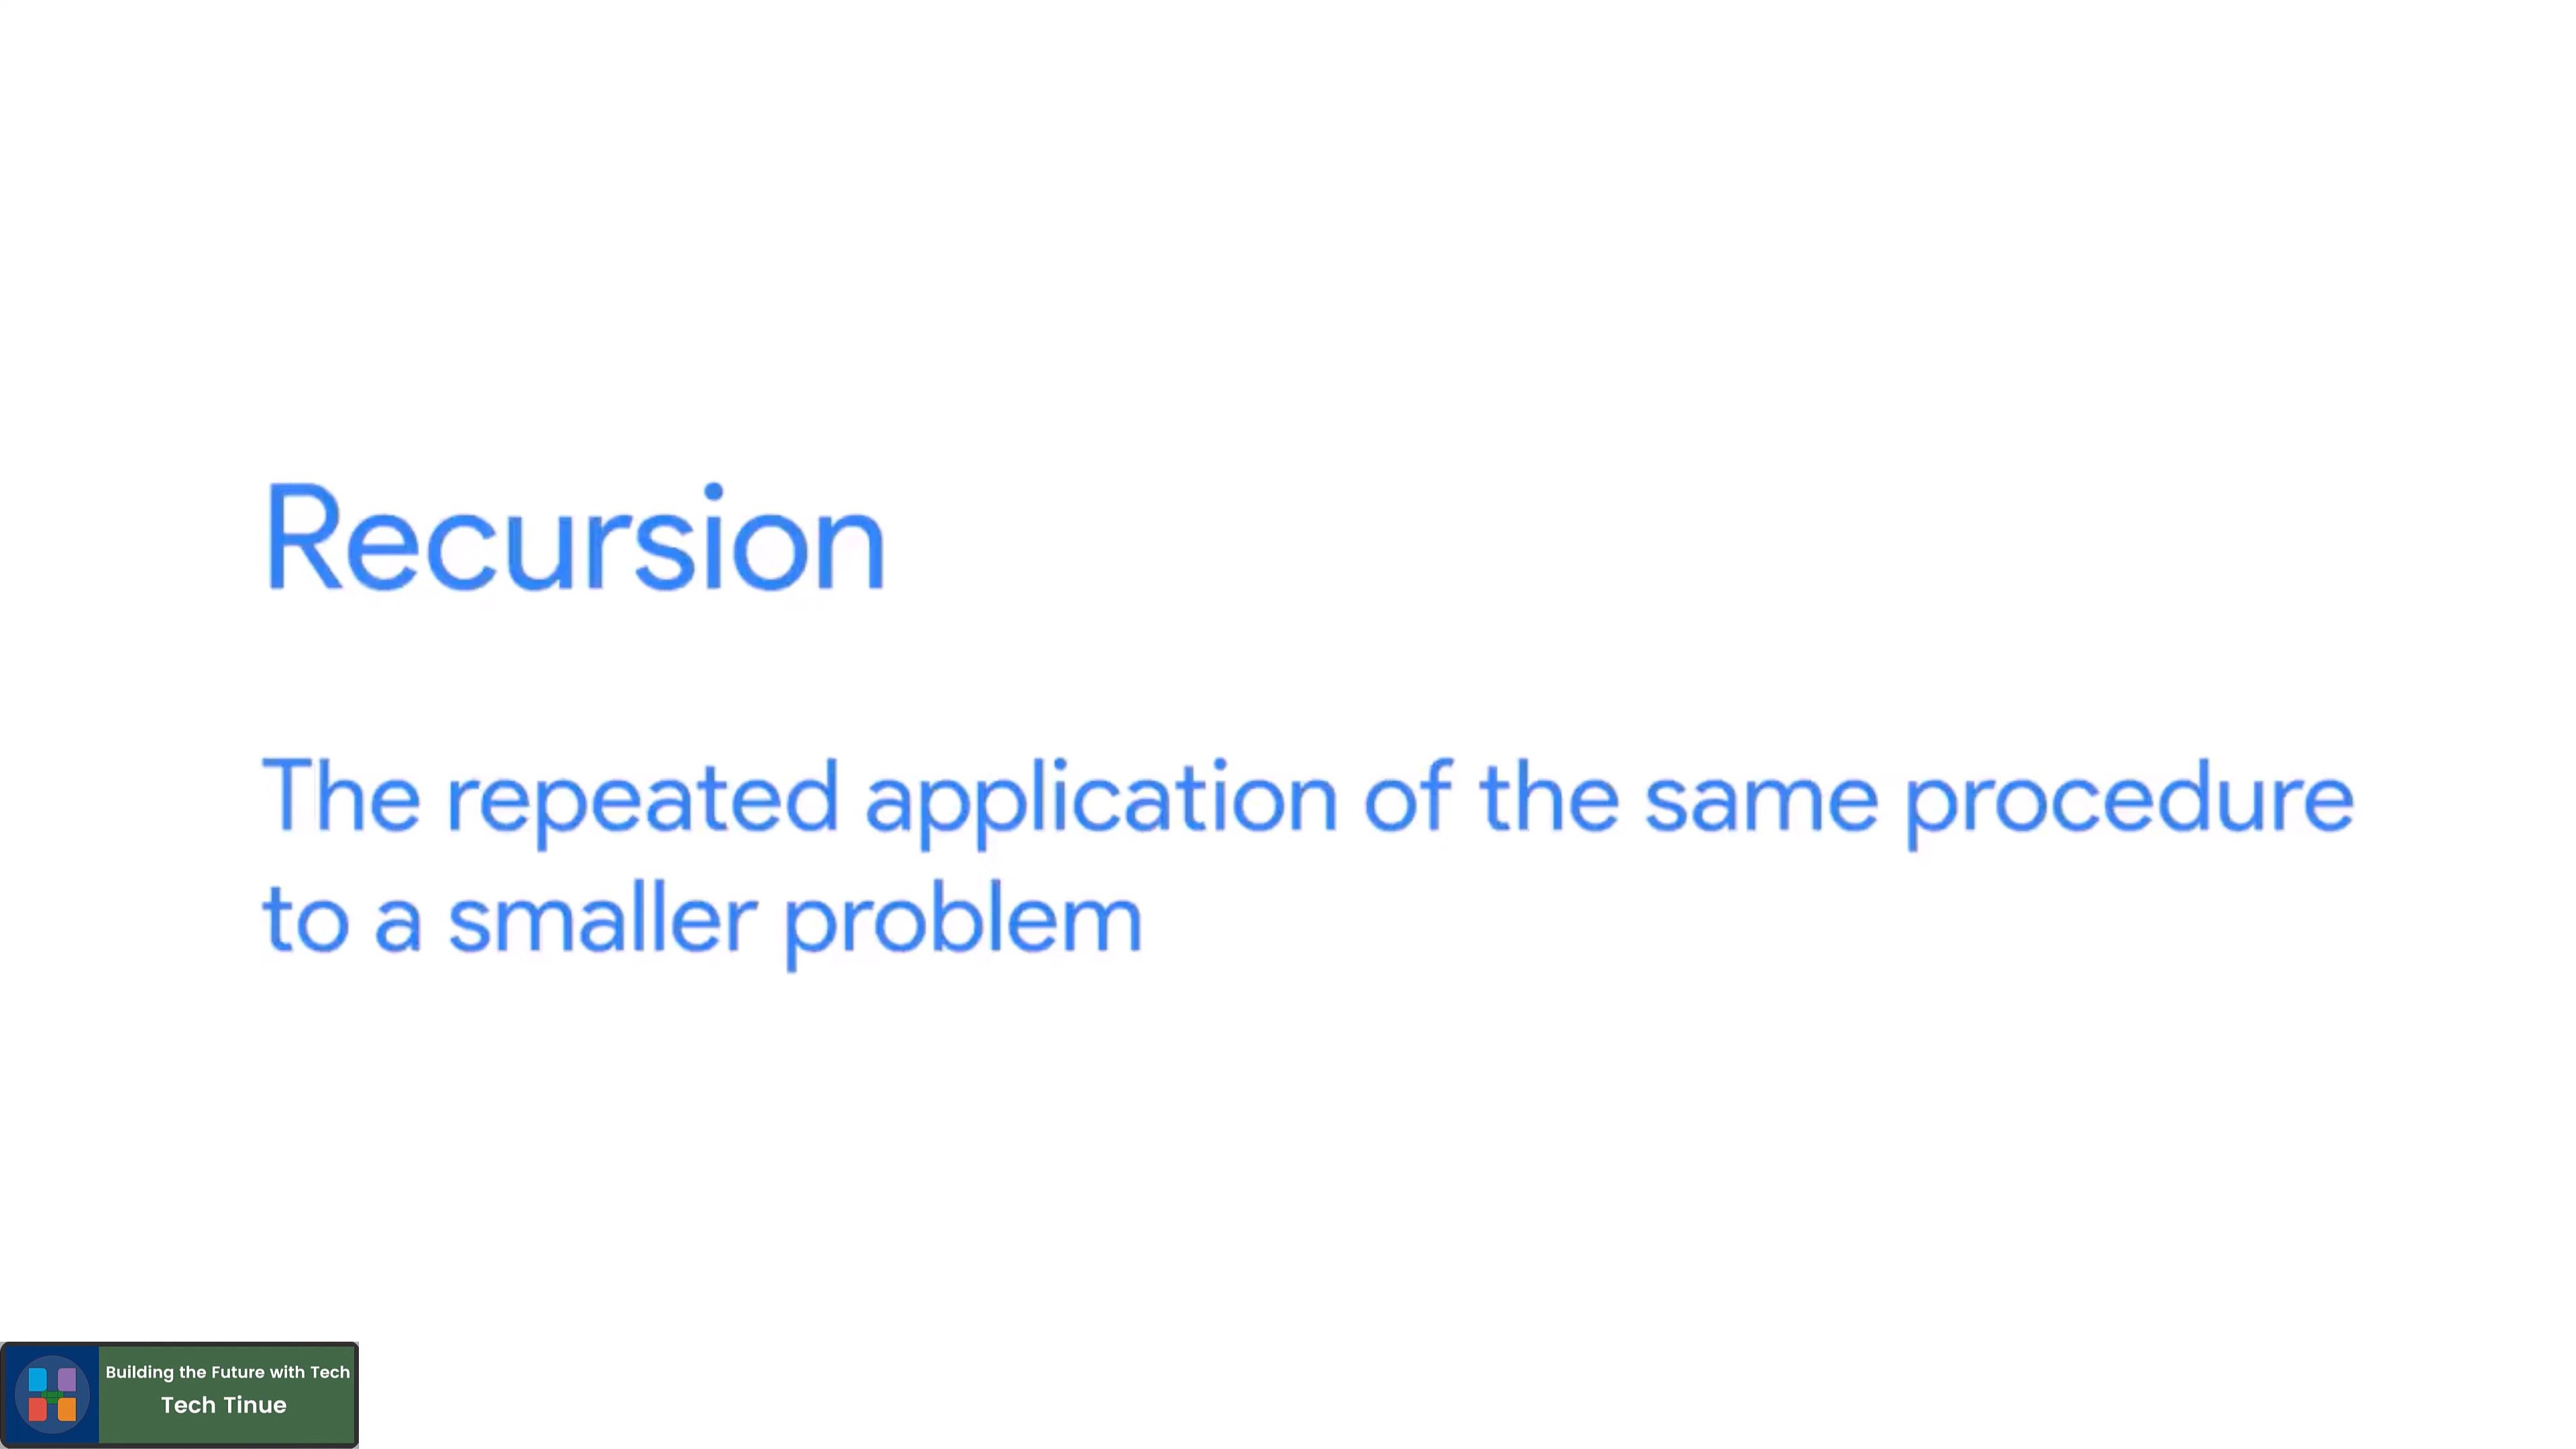 Recursion
The repeated application of the same procedure
to a smaller problem
Building the Future with Tech
Tech Tinue